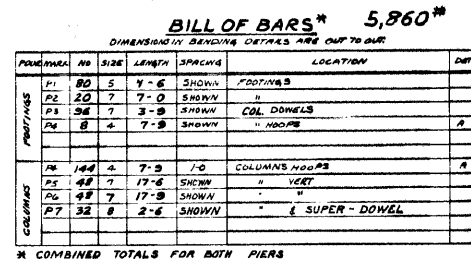 BILL OF BARS* 5,860#
DIMENSIONS IN BENDING DETAILS ARE OUT TO OUT.
POUR MARK NO SIZE LENGTH SPACING LOCATION DET
FOOTINGS
P1 80 5 7-6 SHOWN FOOTINGS
P2 20 7 7-0 SHOWN "
P3 96 7 3-9 SHOWN COL. DOWELS
P4 8 4 7-9 SHOWN " HOOPS A
COLUMNS
P4 144 4 7-9 1-0 COLUMNS HOOPS A
P5 48 7 17-6 SHOWN " VERT
P6 48 7 17-9 SHOWN " "
P7 32 8 2-6 SHOWN " & SUPER-DOWEL
* COMBINED TOTALS FOR BOTH PIERS